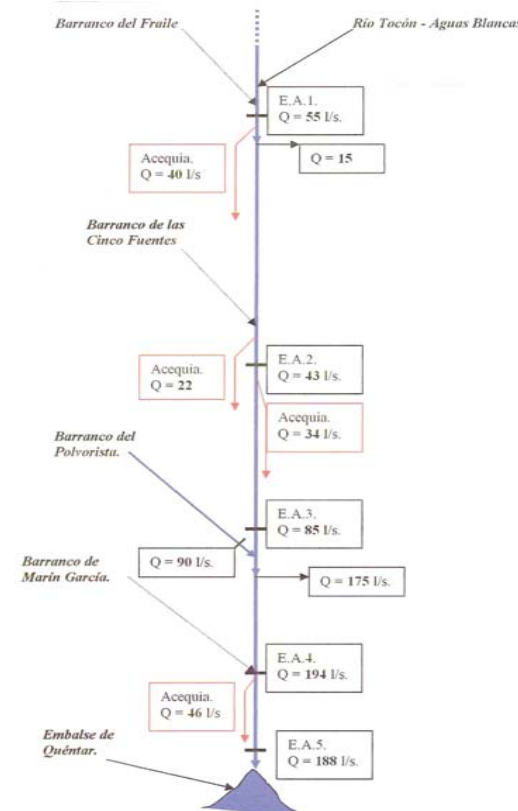 Barranco del Fraile
Río Tocón - Aguas Blancas
E.A.1.
Q = 55 l/s.
Q = 15
Acequia.
Q = 40 l/s
Barranco de las
Cinco Fuentes
E.A.2.
Q = 43 l/s.
Acequia.
Q = 22
Acequia.
Q = 34 l/s.
Barranco del
Polvorista.
E.A.3.
Q = 85 l/s.
Q = 90 l/s.
Barranco de
Marín García.
Q = 175 l/s.
E.A.4.
Q = 194 l/s.
Acequia.
Q = 46 l/s
Embalse de
Quéntar.
E.A.5.
Q = 188 l/s.